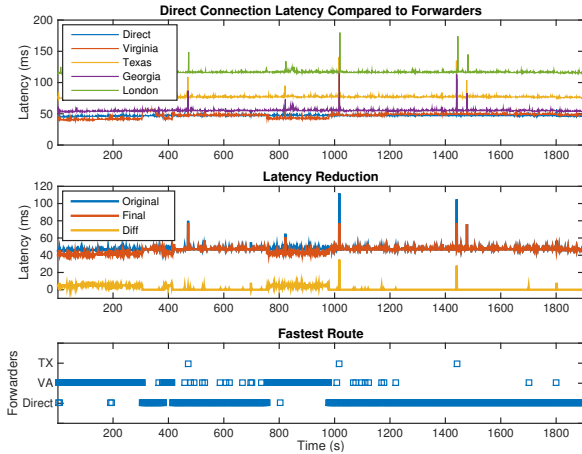 Direct Connection Latency Compared to Forwarders
200
150
100
50
0
Latency (ms)
Direct
Virginia
Texas
Georgia
London
200 400 600 800 1000 1200 1400 1600 1800
Latency Reduction
120
100
80
60
40
20
0
Latency (ms)
Original
Final
Diff
200 400 600 800 1000 1200 1400 1600 1800
Fastest Route
Forwarders
TX
VA
Direct
200 400 600 800 1000 1200 1400 1600 1800
Time (s)